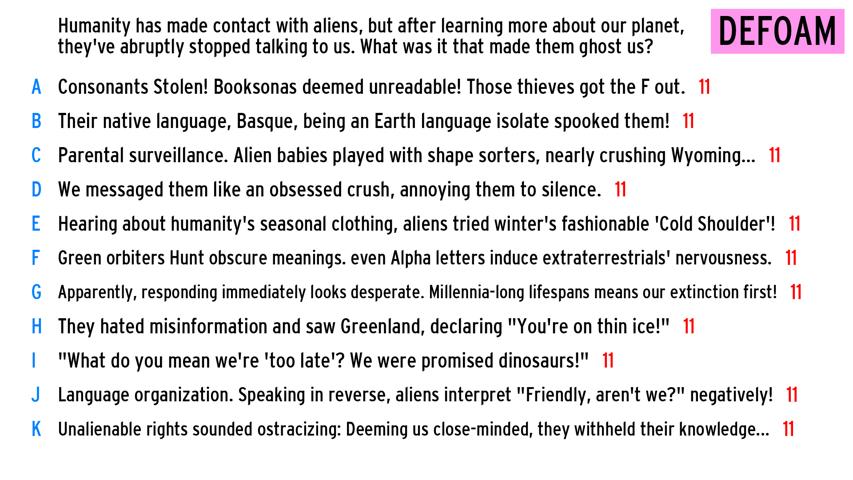 Humanity has made contact with aliens, but after learning more about our planet,
they've abruptly stopped talking to us. What was it that made them ghost us?
DEFOAM
A Consonants Stolen! Booksonas deemed unreadable! Those thieves got the F out. 11
B Their native language, Basque, being an Earth language isolate spooked them! 11
C Parental surveillance. Alien babies played with shape sorters, nearly crushing Wyoming... 11
D We messaged them like an obsessed crush, annoying them to silence. 11
E Hearing about humanity's seasonal clothing, aliens tried winter's fashionable 'Cold Shoulder'! 11
F Green orbiters Hunt obscure meanings. even Alpha letters induce extraterrestrials' nervousness. 11
G Apparently, responding immediately looks desperate. Millennia-long lifespans means our extinction first! 11
H They hated misinformation and saw Greenland, declaring "You're on thin ice!" 11
I "What do you mean we're 'too late'? We were promised dinosaurs!" 11
J Language organization. Speaking in reverse, aliens interpret "Friendly, aren't we?" negatively! 11
K Unalienable rights sounded ostracizing: Deeming us close-minded, they withheld their knowledge... 11